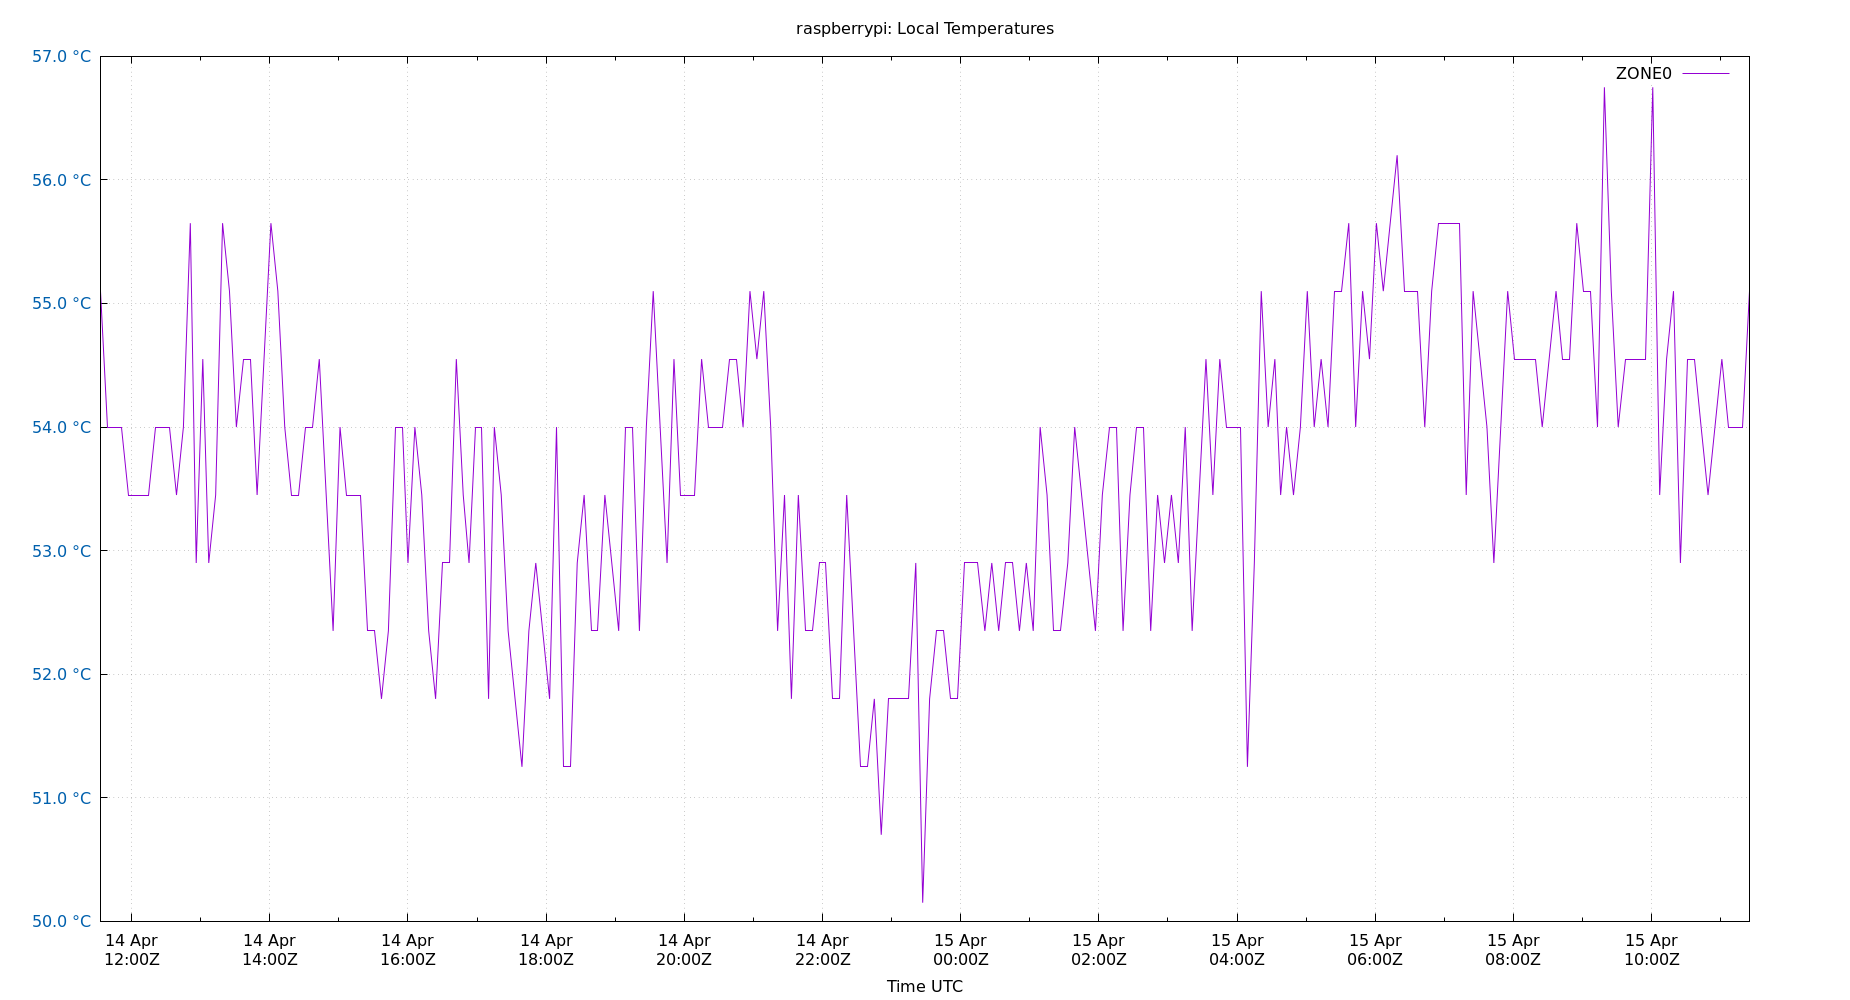 raspberrypi: Local Temperatures
57.0 °C
ZONE0
56.0 °C
55.0 °C
54.0 °C
53.0 °C
52.0 °C
51.0 °C
50.0 °C
14 Apr 14 Apr 14 Apr 14 Apr 14 Apr 14 Apr 15 Apr 15 Apr 15 Apr 15 Apr 15 Apr 15 Apr
12:00Z 14:00Z 16:00Z 18:00Z 20:00Z 22:00Z 00:00Z 02:00Z 04:00Z 06:00Z 08:00Z 10:00Z
Time UTC